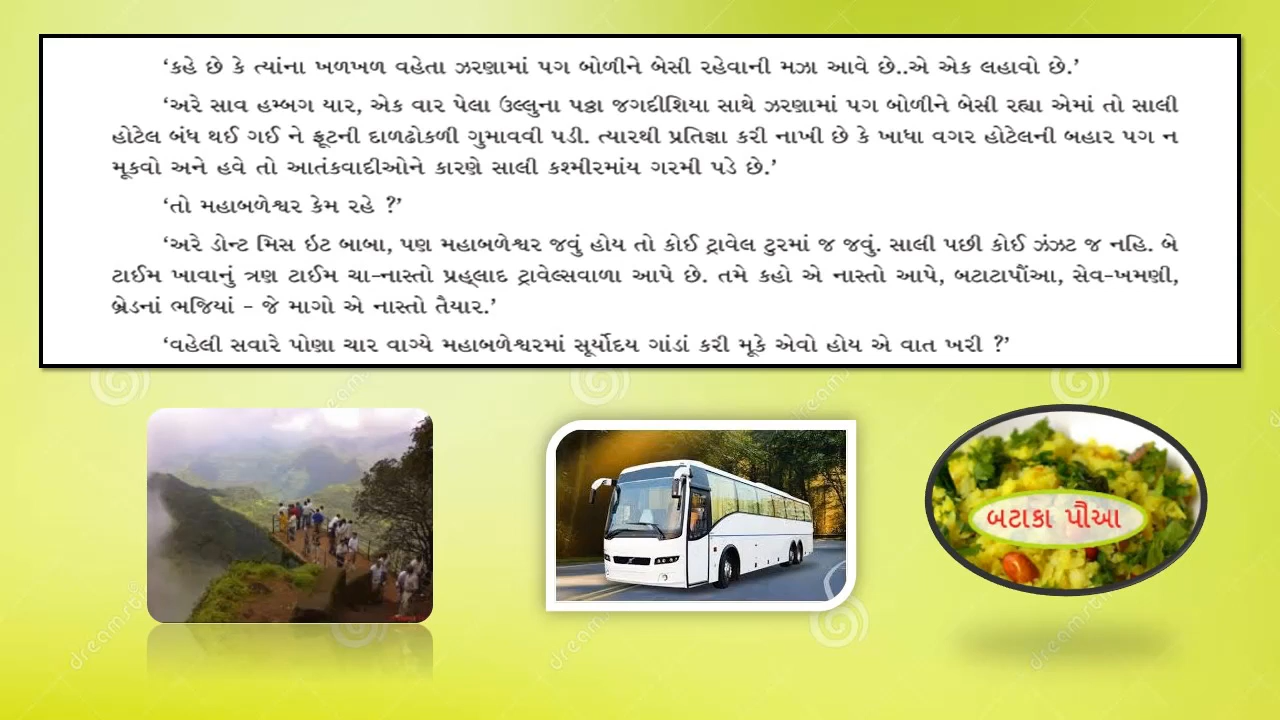 ‘કહે છે કે ત્યાંના ખળખળ વહેતા ઝરણામાં પગ બોળીને બેસી રહેવાની મઝા આવે છે..એ એક લહાવો છે.’
‘અરે સાવ હમ્બગ યાર, એક વાર પેલા ઉલ્લુના પઠ્ઠા જગદીશિયા સાથે ઝરણામાં પગ બોળીને બેસી રહ્યા એમાં તો સાલી
હોટેલ બંધ થઈ ગઈ ને ફ્રૂટની દાળઢોકળી ગુમાવવી પડી. ત્યારથી પ્રતિજ્ઞા કરી નાખી છે કે ખાધા વગર હોટેલની બહાર પગ ન
મૂકવો અને હવે તો આતંકવાદીઓને કારણે સાલી કશ્મીરમાંય ગરમી પડે છે.’
‘તો મહાબળેશ્વર કેમ રહે ?’
‘અરે ડોન્ટ મિસ ઇટ બાબા, પણ મહાબળેશ્વર જવું હોય તો કોઈ ટ્રાવેલ ટુરમાં જ જવું. સાલી પછી કોઈ ઝંઝટ જ નહિ. બે
ટાઈમ ખાવાનું ત્રણ ટાઈમ ચા-નાસ્તો પ્રહ્લાદ ટ્રાવેલ્સવાળા આપે છે. તમે કહો એ નાસ્તો આપે, બટાટાપૌંઆ, સેવ-ખમણી,
બ્રેડનાં ભજિયાં - જે માગો એ નાસ્તો તૈયાર.’
‘વહેલી સવારે પોણા ચાર વાગ્યે મહાબળેશ્વરમાં સૂર્યોદય ગાંડાં કરી મૂકે એવો હોય એ વાત ખરી ?’
બટાકા પૌઆ